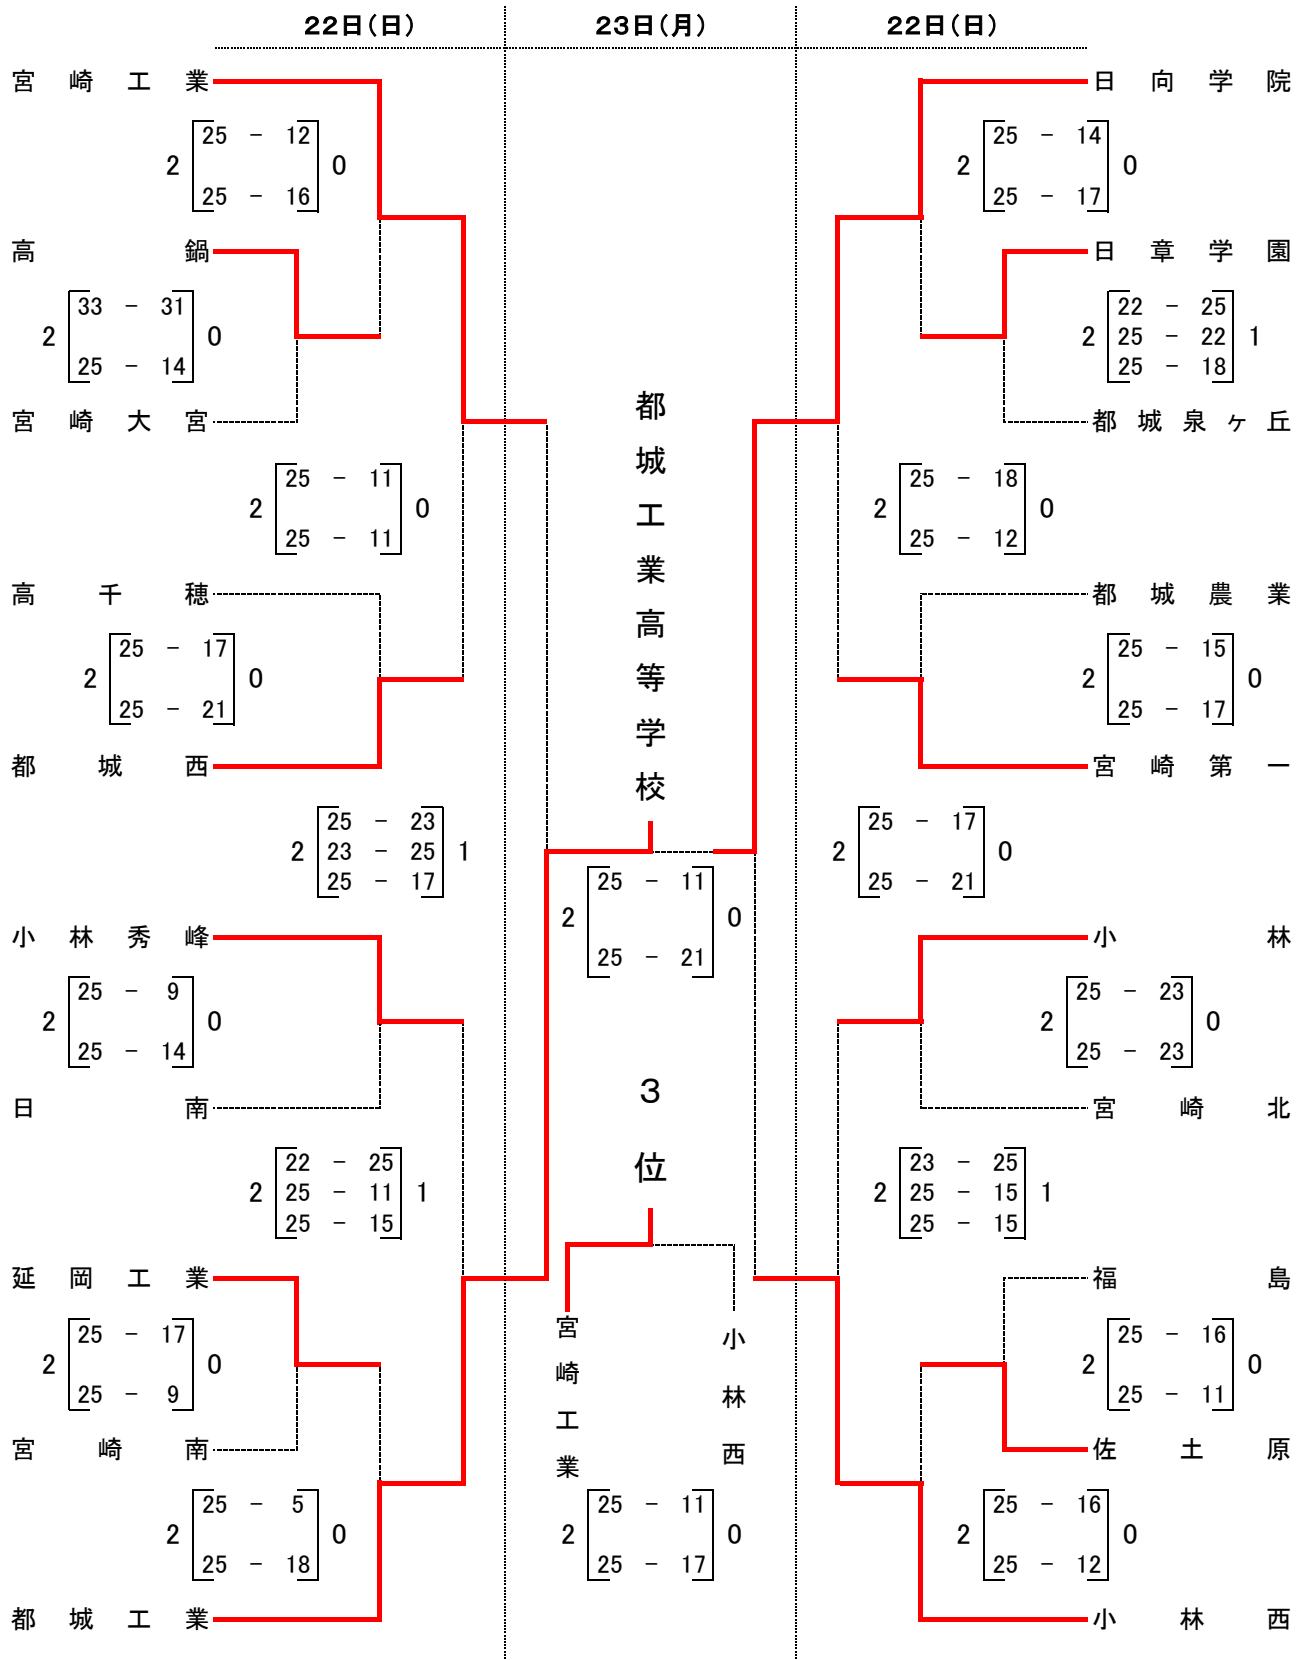 22日(日)
23日(月)
22日(日)
宮崎工業
日向学院
25 - 12
2 0
25 - 16
25 - 14
2 0
25 - 17
高鍋
日章学園
33 - 31
2 0
25 - 14
22 - 25
2 25 - 22 1
25 - 18
宮崎大宮
都城泉ヶ丘
都城工業高等学校
25 - 11
2 0
25 - 11
25 - 18
2 0
25 - 12
高千穂
都城農業
25 - 17
2 0
25 - 21
25 - 15
2 0
25 - 17
都城西
宮崎第一
25 - 23
2 23 - 25 1
25 - 17
25 - 11
2 0
25 - 21
25 - 17
2 0
25 - 21
小林秀峰
小林
25 - 9
2 0
25 - 14
25 - 23
2 0
25 - 23
日南
宮崎北
3位
22 - 25
2 25 - 11 1
25 - 15
23 - 25
2 25 - 15 1
25 - 15
延岡工業
福島
25 - 17
2 0
25 - 9
宮崎工業
小林西
25 - 16
2 0
25 - 11
宮崎南
佐土原
25 - 5
2 0
25 - 18
25 - 11
2 0
25 - 17
25 - 16
2 0
25 - 12
都城工業
小林西